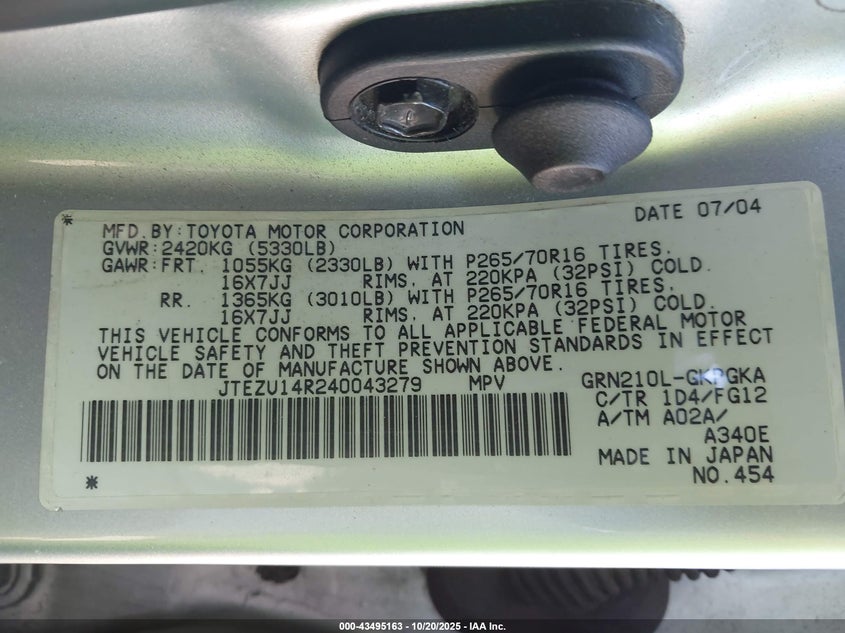 DATE 07/04
MFD.BY:TOYOTA MOTOR CORPORATION
GVWR:2420KG (5330LB)
GAWR:FRT. 1055KG (2330LB) WITH P265/70R16 TIRES.
16X7JJ RIMS, AT 220KPA (32PSI) COLD.
RR. 1365KG (3010LB) WITH P265/70R16 TIRES.
16X7JJ RIMS, AT 220KPA (32PSI) COLD.
THIS VEHICLE CONFORMS TO ALL APPLICABLE FEDERAL MOTOR
VEHICLE SAFETY AND THEFT PREVENTION STANDARDS IN EFFECT
ON THE DATE OF MANUFACTURE SHOWN ABOVE.
JTEZU14R240043279 MPV
C/TR 1D4/FG12
A/TM A02A/
A340E
MADE IN JAPAN
NO.454
000-43495163 - 10/20/2025 - IAA Inc.